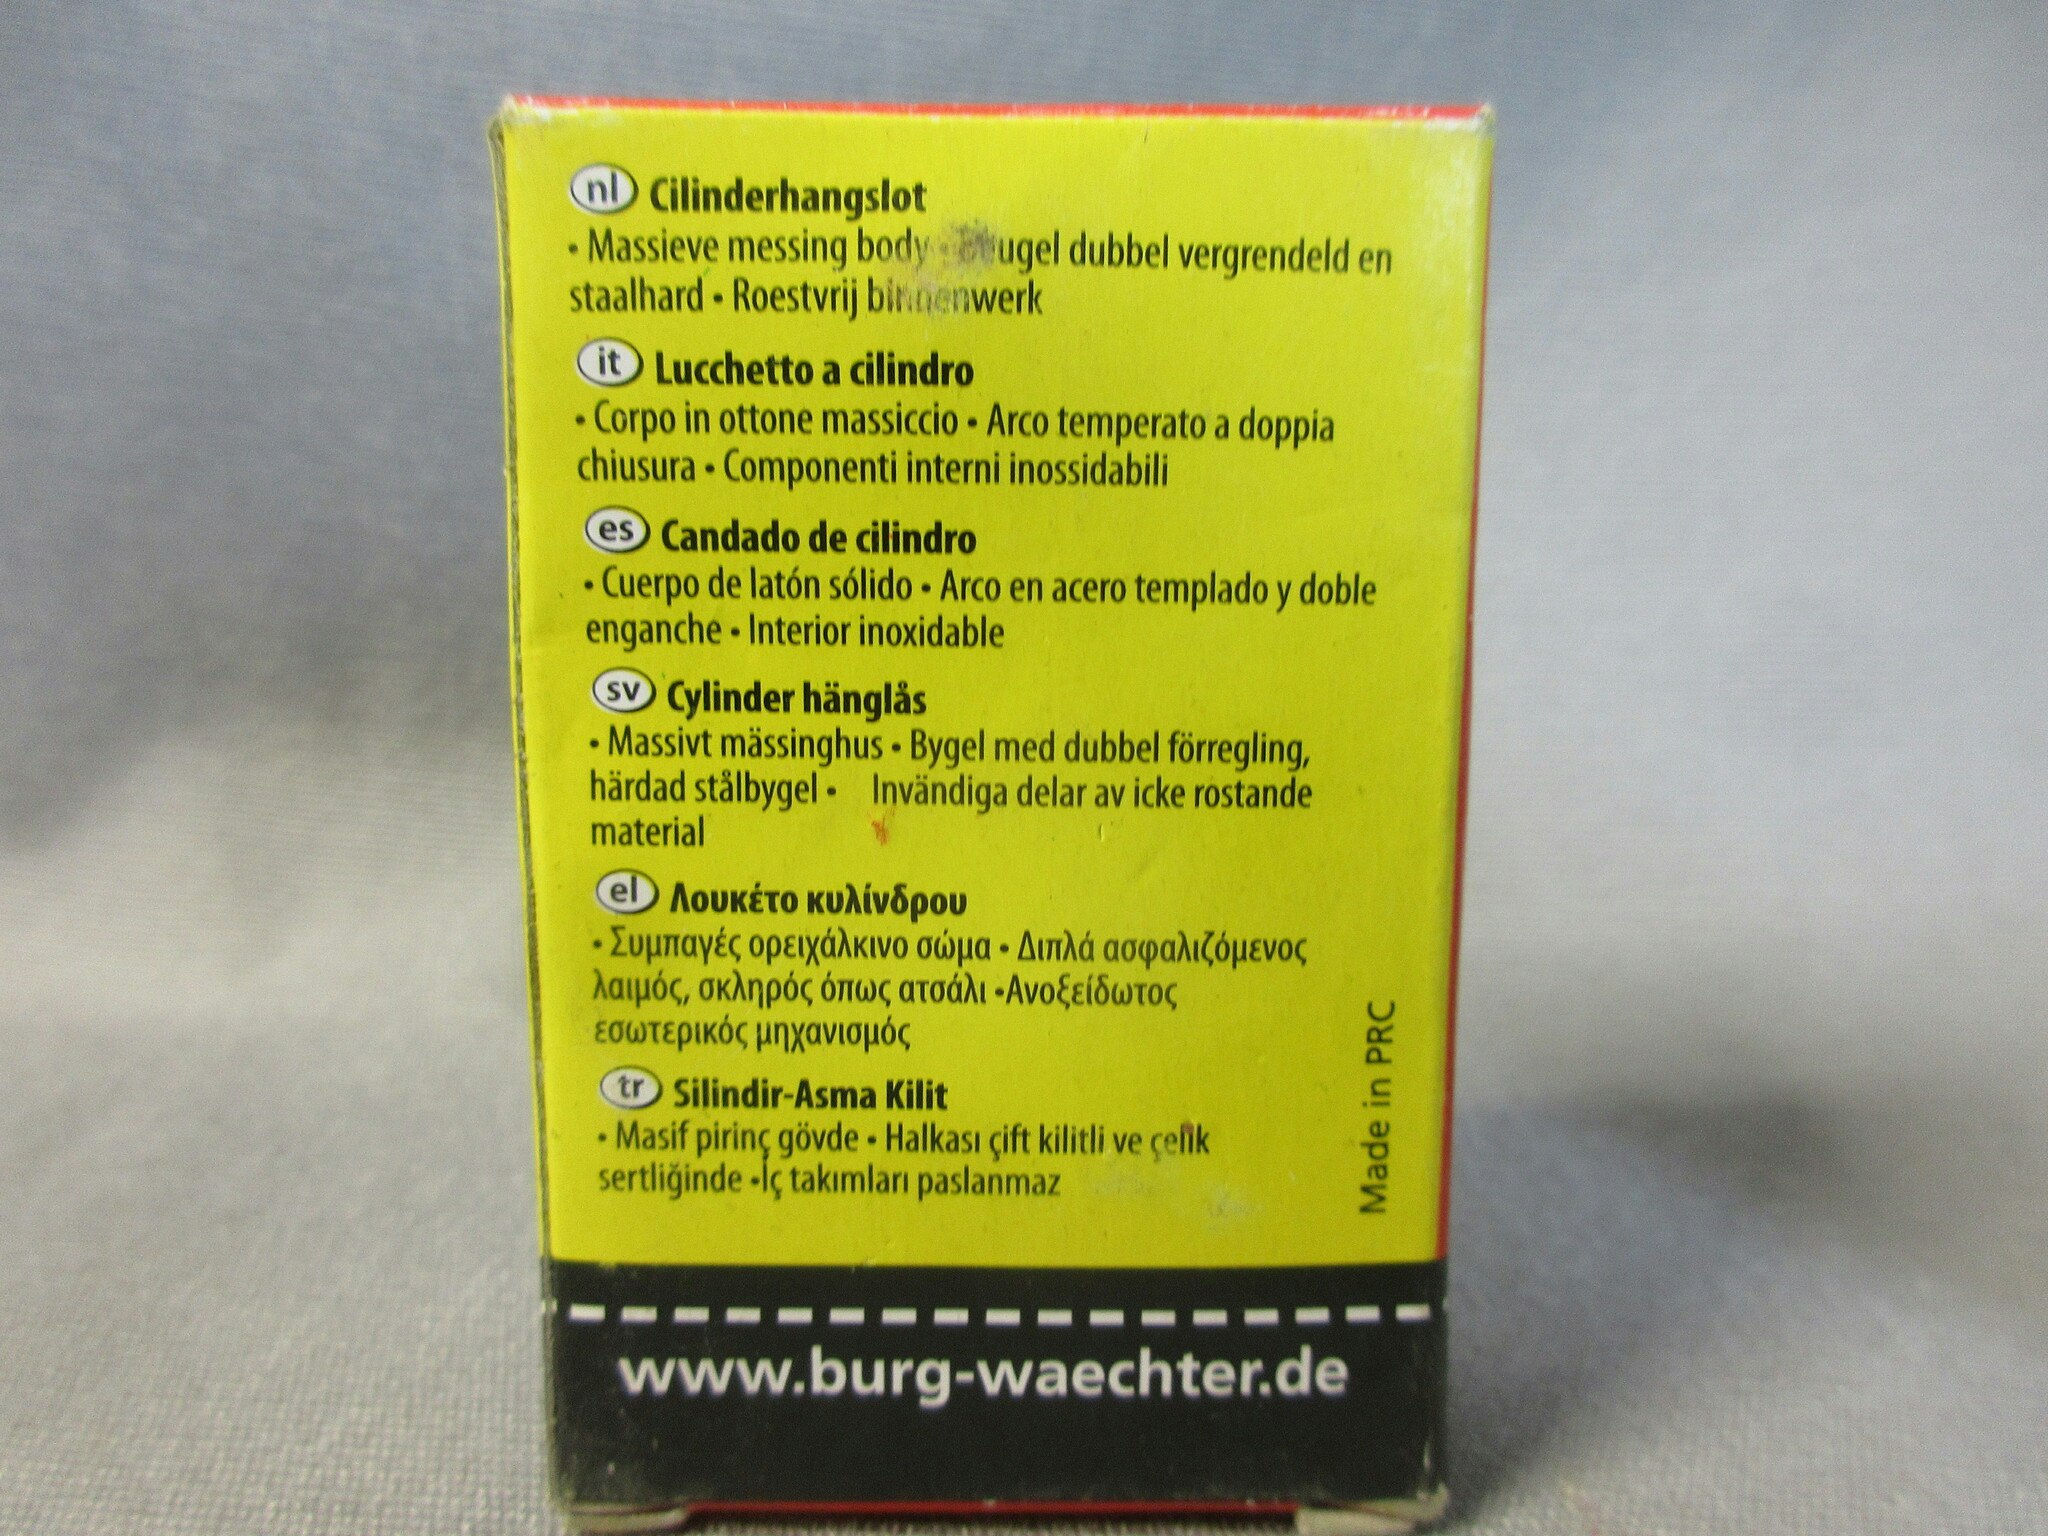 nl Cilinderhangslot
• Massieve messing body • Beugel dubbel vergrendeld en
staalhard • Roestvrij binnenwerk
it Lucchetto a cilindro
• Corpo in ottone massiccio • Arco temperato a doppia
chiusura • Componenti interni inossidabili
es Candado de cilindro
• Cuerpo de latón sólido • Arco en acero templado y doble
enganche • Interior inoxidable
sv Cylinder hänglås
• Massivt mässinghus • Bygel med dubbel förregling,
härdad stålbygel • Invändiga delar av icke rostande
material
el Λουκέτο κυλίνδρου
• Συμπαγές ορειχάλκινο σώμα • Διπλά ασφαλιζόμενος
λαιμός, σκληρός όπως ατσάλι •Ανοξείδωτος
εσωτερικός μηχανισμός
tr Silindir-Asma Kilit
• Masif pirinç gövde • Halkası çift kilitli ve çelik
sertliğinde •İç takımları paslanmaz
Made in PRC
www.burg-waechter.de